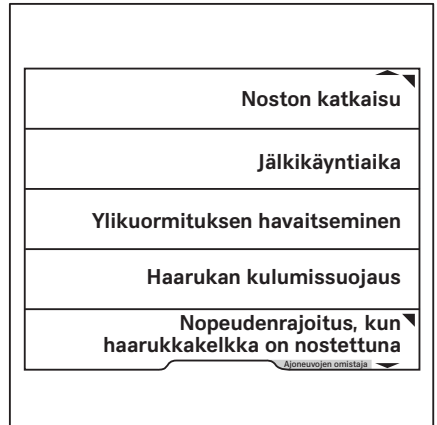 Noston katkaisu
Jälkikäyntiaika
Ylikuormituksen havaitseminen
Haarukan kulumissuojaus
Nopeudenrajoitus, kun
haarukkakelkka on nostettuna
Ajoneuvojen omistaja